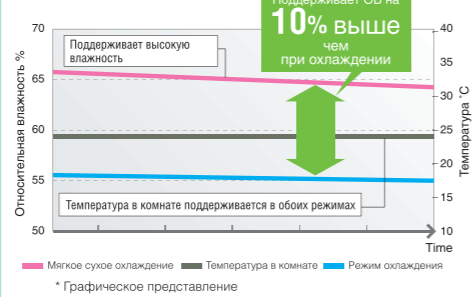 Поддерживает ОВ на
10% выше
чем
при охлаждении
70
65
60
55
50
Относительная влажность %
40
35
30
25
20
15
10
Температура °C
Поддерживает высокую
влажность
Температура в комнате поддерживается в обоих режимах
Time
Мягкое сухое охлаждение
Температура в комнате
Режим охлаждения
* Графическое представление